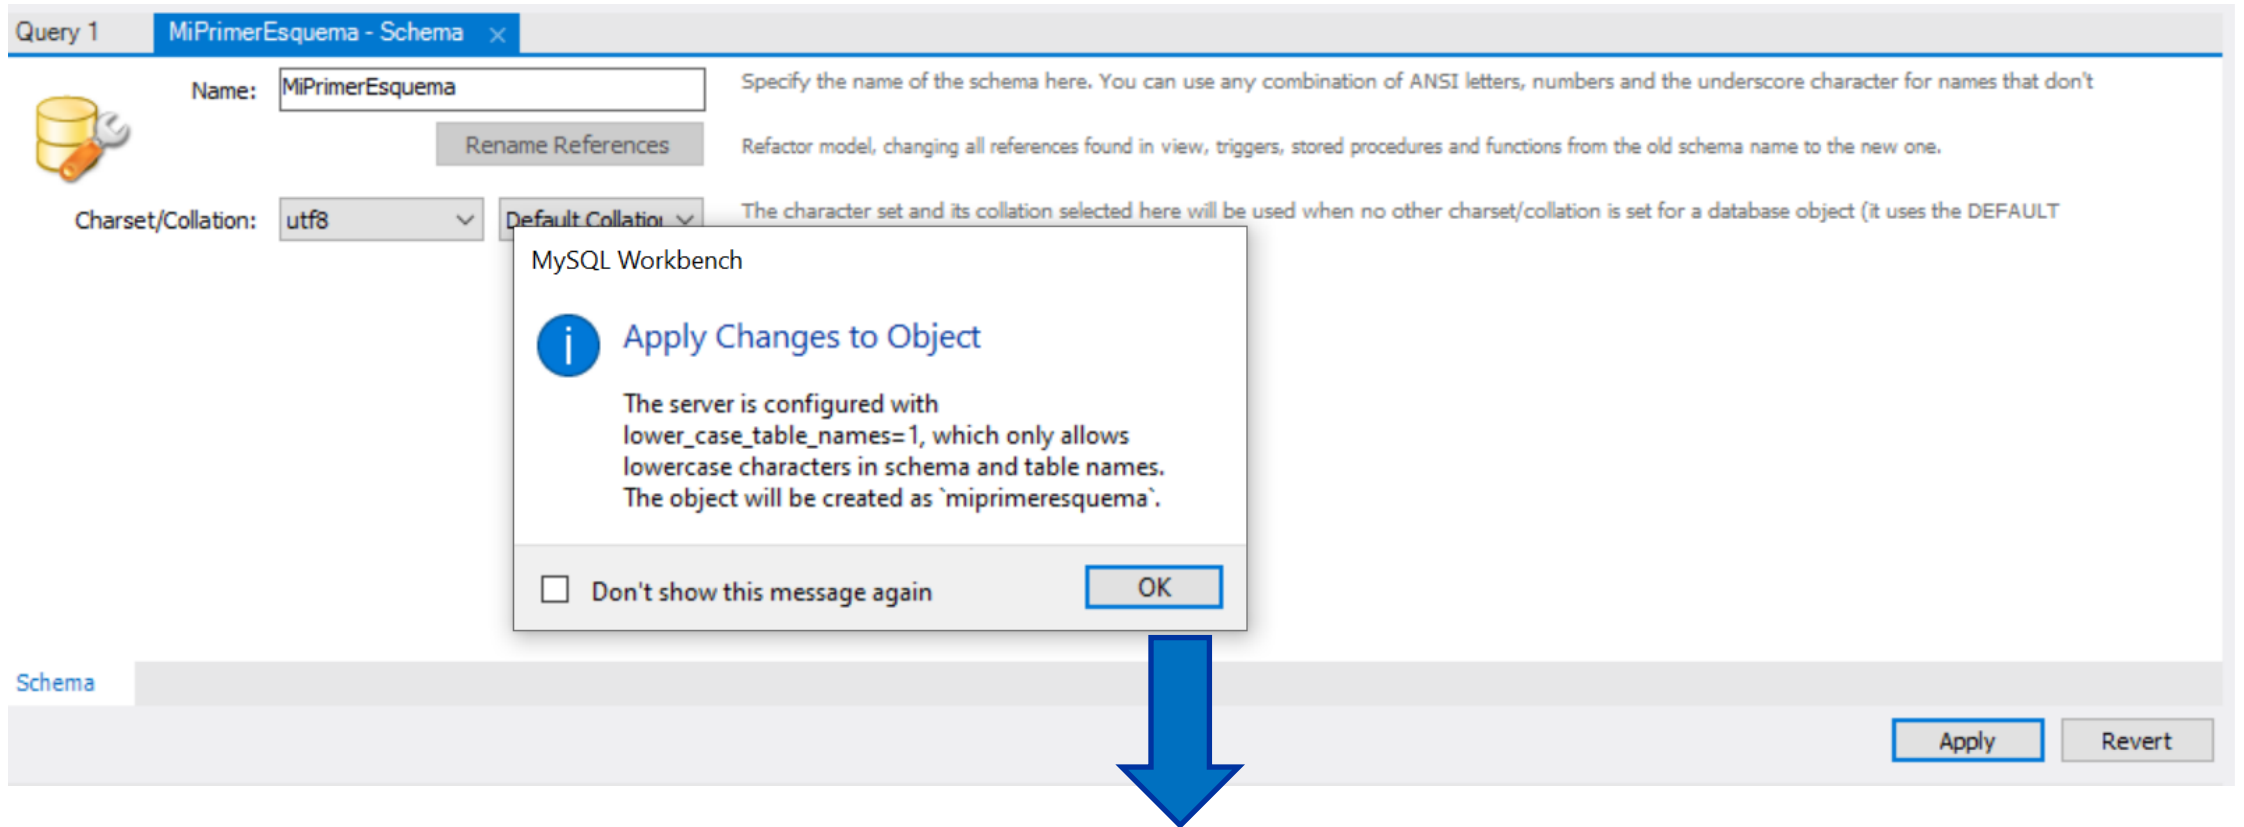 Query 1
MiPrimerEsquema - Schema
Name:
MiPrimerEsquema
Specify the name of the schema here. You can use any combination of ANSI letters, numbers and the underscore character for names that don't
Rename References
Refactor model, changing all references found in view, triggers, stored procedures and functions from the old schema name to the new one.
Charset/Collation:
utf8
Default Collation
The character set and its collation selected here will be used when no other charset/collation is set for a database object (it uses the DEFAULT
MySQL Workbench
Apply Changes to Object
The server is configured with
lower_case_table_names=1, which only allows
lowercase characters in schema and table names.
The object will be created as `miprimeresquema`.
Don't show this message again
OK
Schema
Apply
Revert